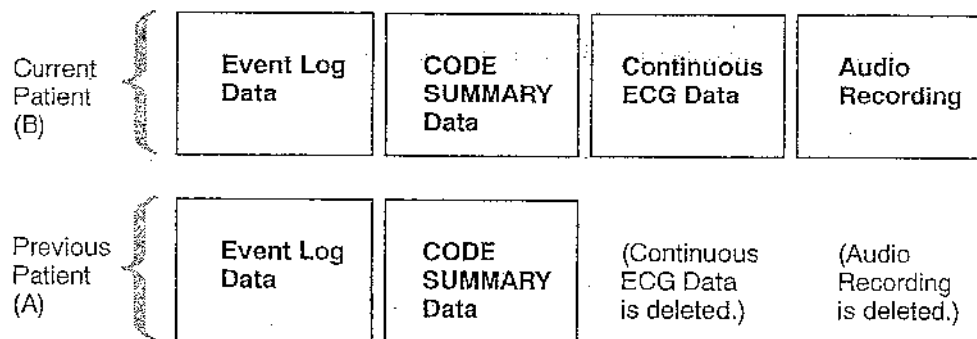 Current
Patient
(B)
Event Log
Data
CODE
SUMMARY
Data
Continuous
ECG Data
Audio
Recording
Previous
Patient
(A)
Event Log
Data
CODE
SUMMARY
Data
(Continuous
ECG Data
is deleted.)
(Audio
Recording
is deleted.)